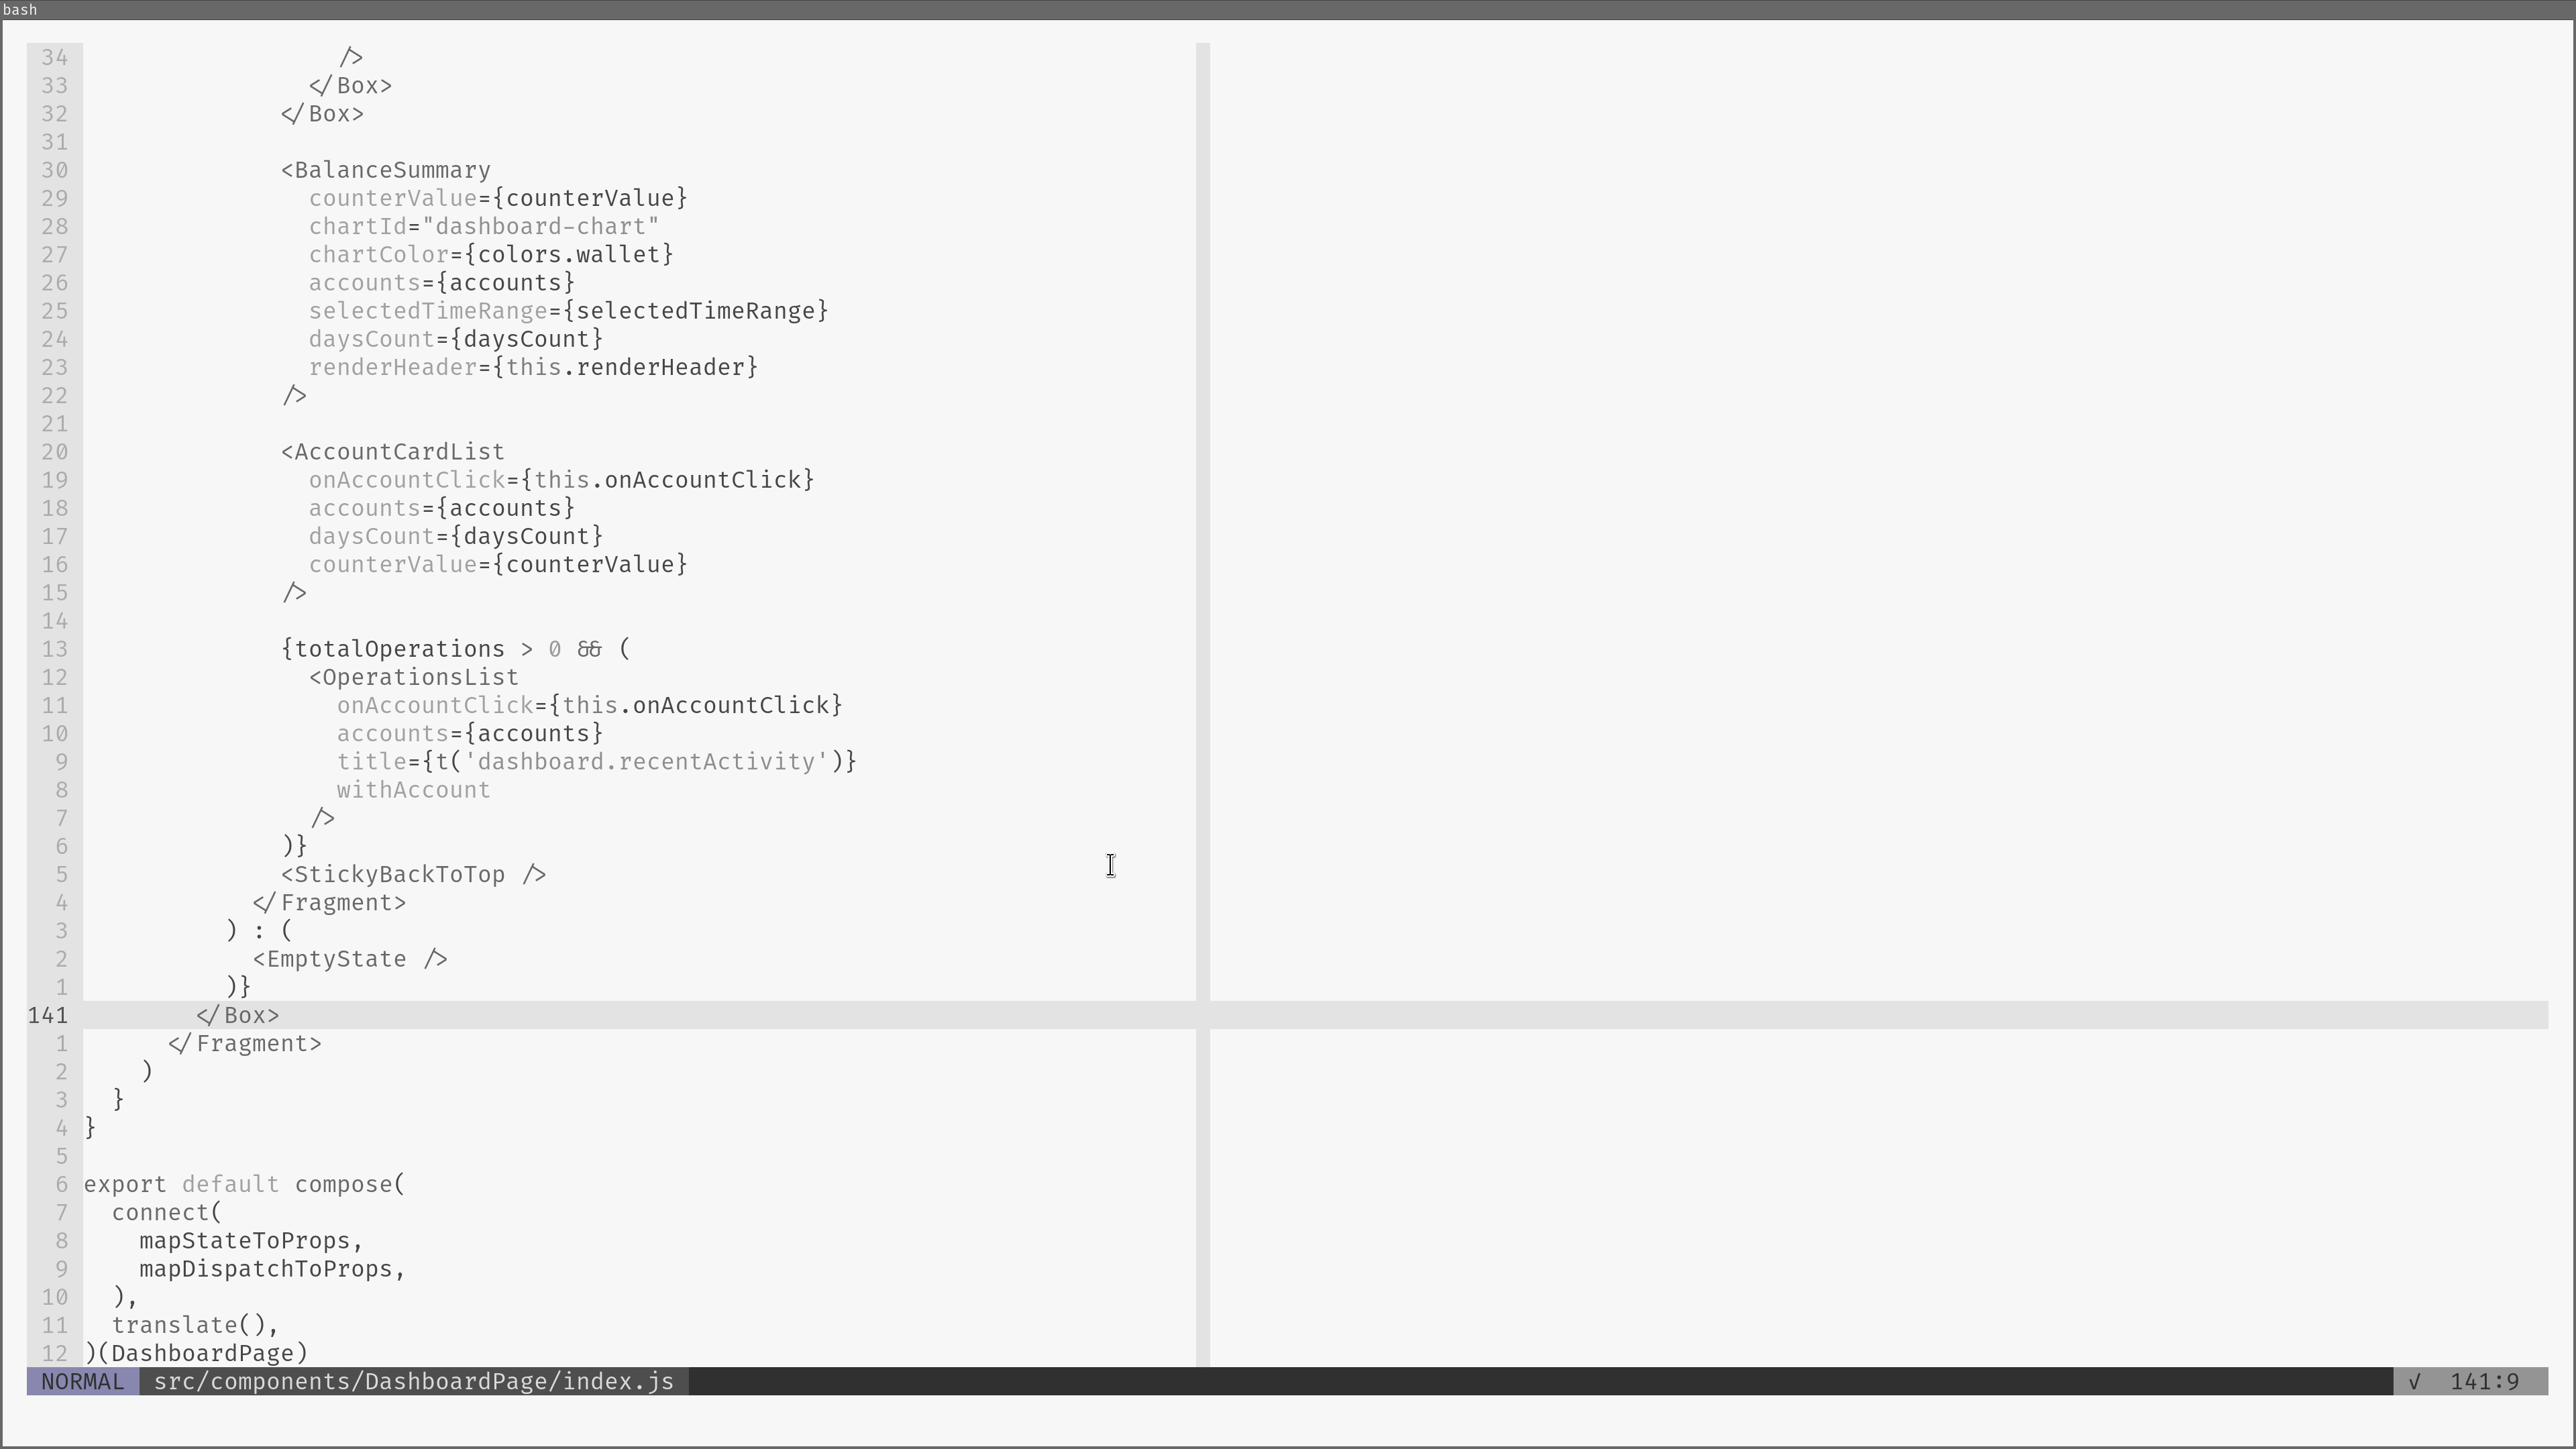 bash
34                   />
33                 </Box>
32               </Box>
31
30               <BalanceSummary
29                 counterValue={counterValue}
28                 chartId="dashboard-chart"
27                 chartColor={colors.wallet}
26                 accounts={accounts}
25                 selectedTimeRange={selectedTimeRange}
24                 daysCount={daysCount}
23                 renderHeader={this.renderHeader}
22               />
21
20               <AccountCardList
19                 onAccountClick={this.onAccountClick}
18                 accounts={accounts}
17                 daysCount={daysCount}
16                 counterValue={counterValue}
15               />
14
13               {totalOperations > 0 && (
12                 <OperationsList
11                   onAccountClick={this.onAccountClick}
10                   accounts={accounts}
9                   title={t('dashboard.recentActivity')}
8                   withAccount
7                 />
6               )}
5               <StickyBackToTop />
4             </Fragment>
3           ) : (
2             <EmptyState />
1           )}
141         </Box>
1       </Fragment>
2     )
3   }
4 }
5
6 export default compose(
7   connect(
8     mapStateToProps,
9     mapDispatchToProps,
10   ),
11   translate(),
12 )(DashboardPage)
NORMAL src/components/DashboardPage/index.js √ 141:9